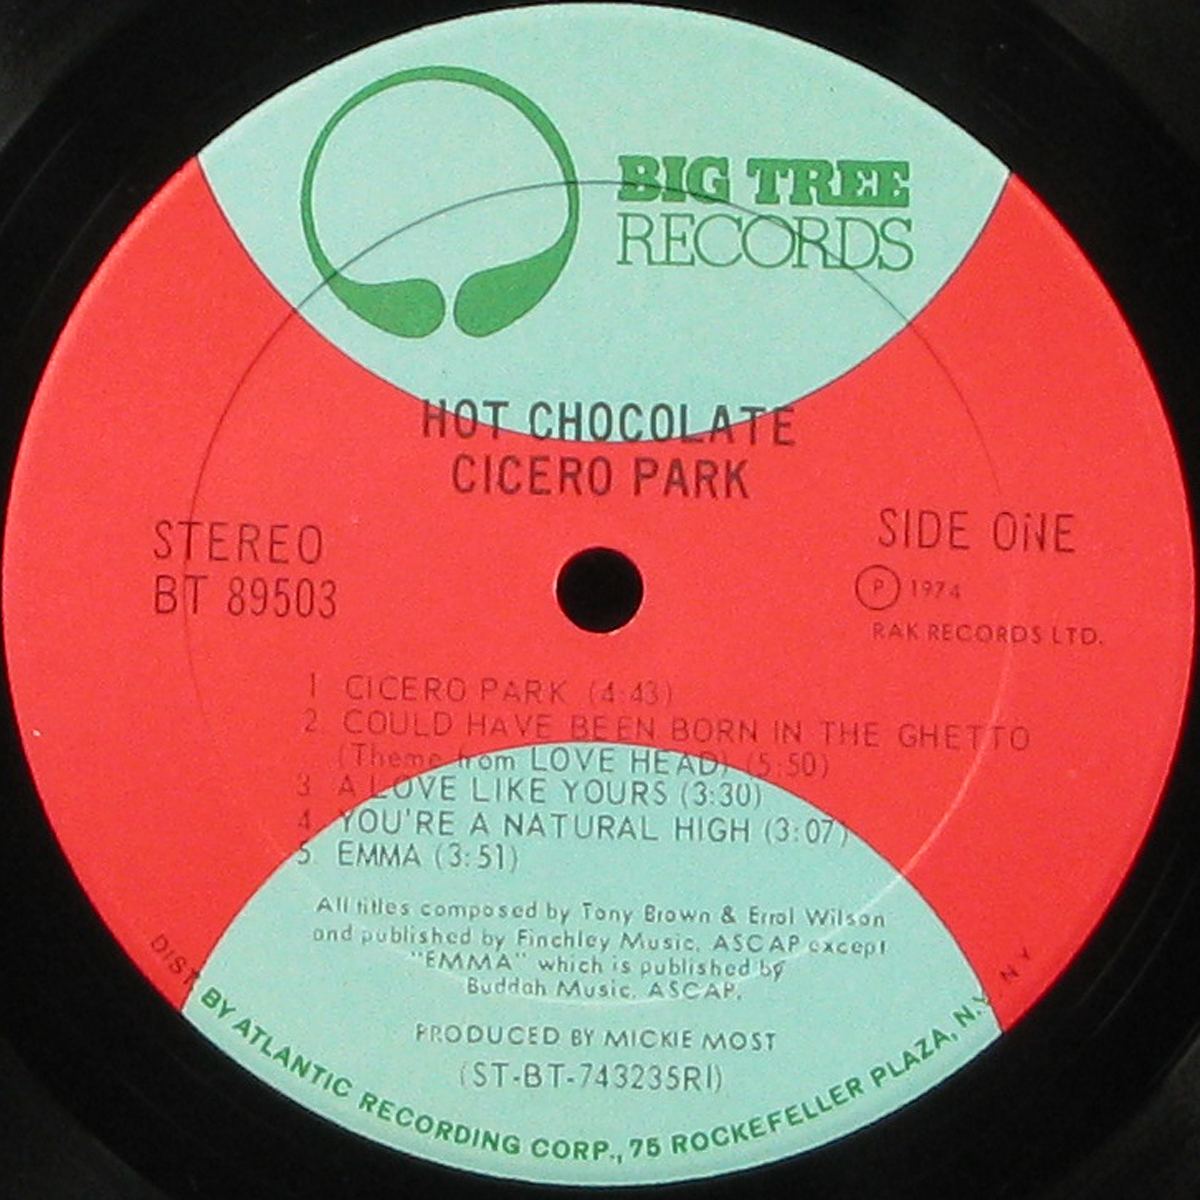 BIG TREE
RECORDS
HOT CHOCOLATE
CICERO PARK
STEREO
BT 89503
SIDE ONE
Ⓟ 1974
RAK RECORDS LTD.
1 CICERO PARK (4:43)
2. COULD HAVE BEEN BORN IN THE GHETTO
(Theme from LOVE HEAD) (5:50)
3 A LOVE LIKE YOURS (3:30)
4. YOU'RE A NATURAL HIGH (3:07)
5. EMMA (3:51)
All titles composed by Tony Brown & Errol Wilson
and published by Finchley Music, ASCAP except
"EMMA" which is published by
Buddah Music, ASCAP.
PRODUCED BY MICKIE MOST
(ST-BT-743235RI)
DIST. BY ATLANTIC RECORDING CORP., 75 ROCKEFELLER PLAZA, N.Y., N.Y.